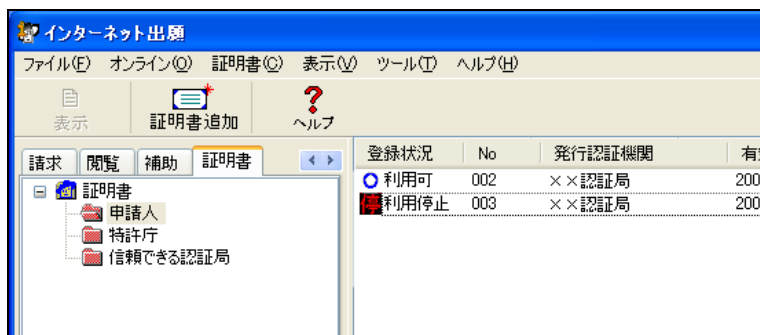 インターネット出願
ファイル(F) オンライン(O) 証明書(C) 表示(V) ツール(T) ヘルプ(H)
表示 証明書追加 ヘルプ
請求 閲覧 補助 証明書
登録状況 No 発行認証機関 有
利用可 002 ××認証局 200
停 利用停止 003 ××認証局 200
証明書
申請人
特許庁
信頼できる認証局